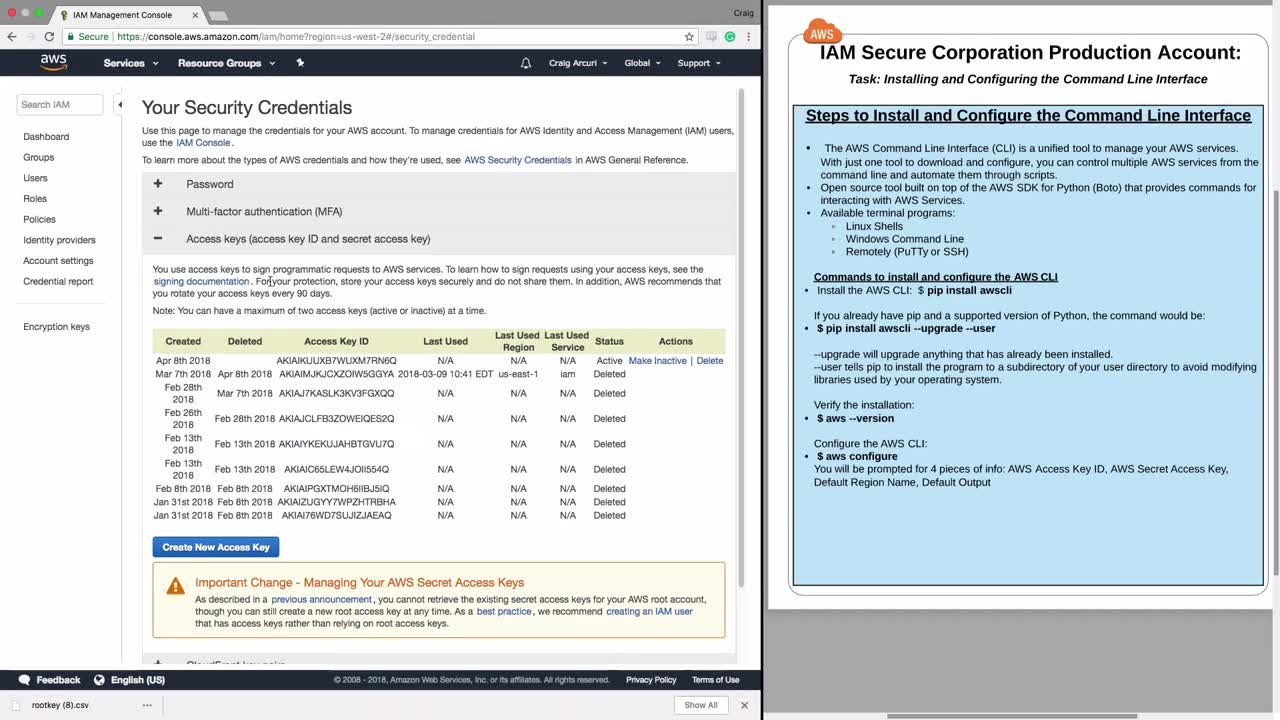 IAM Management Console
Craig
Secure | https://console.aws.amazon.com/iam/home?region=us-west-2#/security_credential
aws
Services
Resource Groups
Craig Arcuri
Global
Support
Search IAM
Dashboard
Groups
Users
Roles
Policies
Identity providers
Account settings
Credential report
Encryption keys
Your Security Credentials
Use this page to manage the credentials for your AWS account. To manage credentials for AWS Identity and Access Management (IAM) users,
use the IAM Console.
To learn more about the types of AWS credentials and how they're used, see AWS Security Credentials in AWS General Reference.
+ Password
+ Multi-factor authentication (MFA)
− Access keys (access key ID and secret access key)
You use access keys to sign programmatic requests to AWS services. To learn how to sign requests using your access keys, see the
signing documentation. For your protection, store your access keys securely and do not share them. In addition, AWS recommends that
you rotate your access keys every 90 days.
Note: You can have a maximum of two access keys (active or inactive) at a time.
Created Deleted Access Key ID Last Used Last Used Region Last Used Service Status Actions
Apr 8th 2018 AKIAIKUUXB7WUXM7RN6Q N/A N/A N/A Active Make Inactive | Delete
Mar 7th 2018 Apr 8th 2018 AKIAIMJKJCXZOIW5GGYA 2018-03-09 10:41 EDT us-east-1 iam Deleted
Feb 28th 2018 Mar 7th 2018 AKIAJ7KASLK3KV3FGXQQ N/A N/A N/A Deleted
Feb 26th 2018 Feb 28th 2018 AKIAJCLFB3ZOWEIQES2Q N/A N/A N/A Deleted
Feb 13th 2018 Feb 13th 2018 AKIAIYKEKUJAHBTGVU7Q N/A N/A N/A Deleted
Feb 13th 2018 Feb 13th 2018 AKIAIC65LEW4JOII554Q N/A N/A N/A Deleted
Feb 8th 2018 Feb 8th 2018 AKIAIPGXTMOH6IIBJ5IQ N/A N/A N/A Deleted
Jan 31st 2018 Feb 8th 2018 AKIAIZUGYY7WPZHTRBHA N/A N/A N/A Deleted
Jan 31st 2018 Feb 8th 2018 AKIAI76WD7SUJIZJAEAQ N/A N/A N/A Deleted
Create New Access Key
Important Change - Managing Your AWS Secret Access Keys
As described in a previous announcement, you cannot retrieve the existing secret access keys for your AWS root account,
though you can still create a new root access key at any time. As a best practice, we recommend creating an IAM user
that has access keys rather than relying on root access keys.
Feedback
English (US)
© 2008 - 2018, Amazon Web Services, Inc. or its affiliates. All rights reserved.
Privacy Policy
Terms of Use
rootkey (8).csv
Show All
AWS
IAM Secure Corporation Production Account:
Task: Installing and Configuring the Command Line Interface
Steps to Install and Configure the Command Line Interface
• The AWS Command Line Interface (CLI) is a unified tool to manage your AWS services.
With just one tool to download and configure, you can control multiple AWS services from the
command line and automate them through scripts.
• Open source tool built on top of the AWS SDK for Python (Boto) that provides commands for
interacting with AWS Services.
• Available terminal programs:
◦ Linux Shells
◦ Windows Command Line
◦ Remotely (PuTTy or SSH)
Commands to install and configure the AWS CLI
• Install the AWS CLI: $ pip install awscli
If you already have pip and a supported version of Python, the command would be:
• $ pip install awscli --upgrade --user
--upgrade will upgrade anything that has already been installed.
--user tells pip to install the program to a subdirectory of your user directory to avoid modifying
libraries used by your operating system.
Verify the installation:
• $ aws --version
Configure the AWS CLI:
• $ aws configure
You will be prompted for 4 pieces of info: AWS Access Key ID, AWS Secret Access Key,
Default Region Name, Default Output